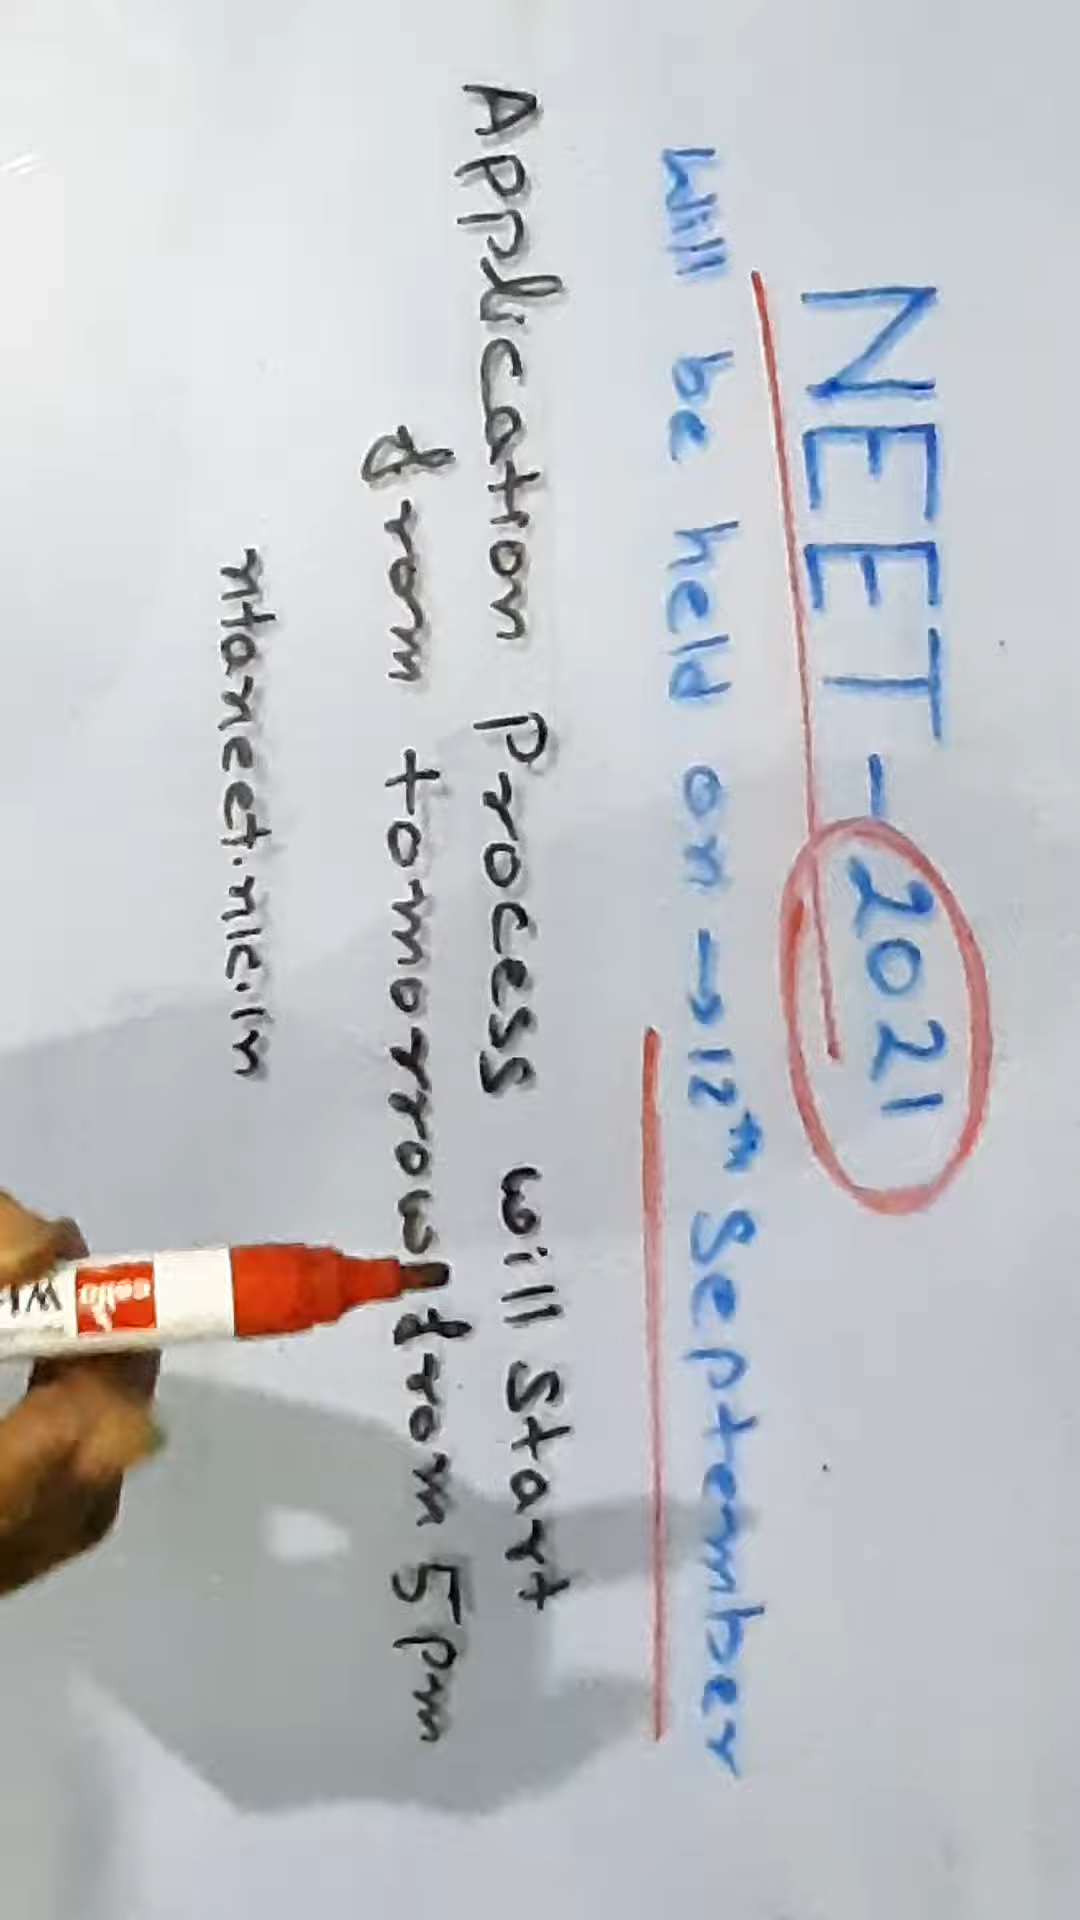 NEET-2021
will be held on → 12th September
Application Process will Start
from tomorrow from 5pm
ntaneet.nic.in
cello